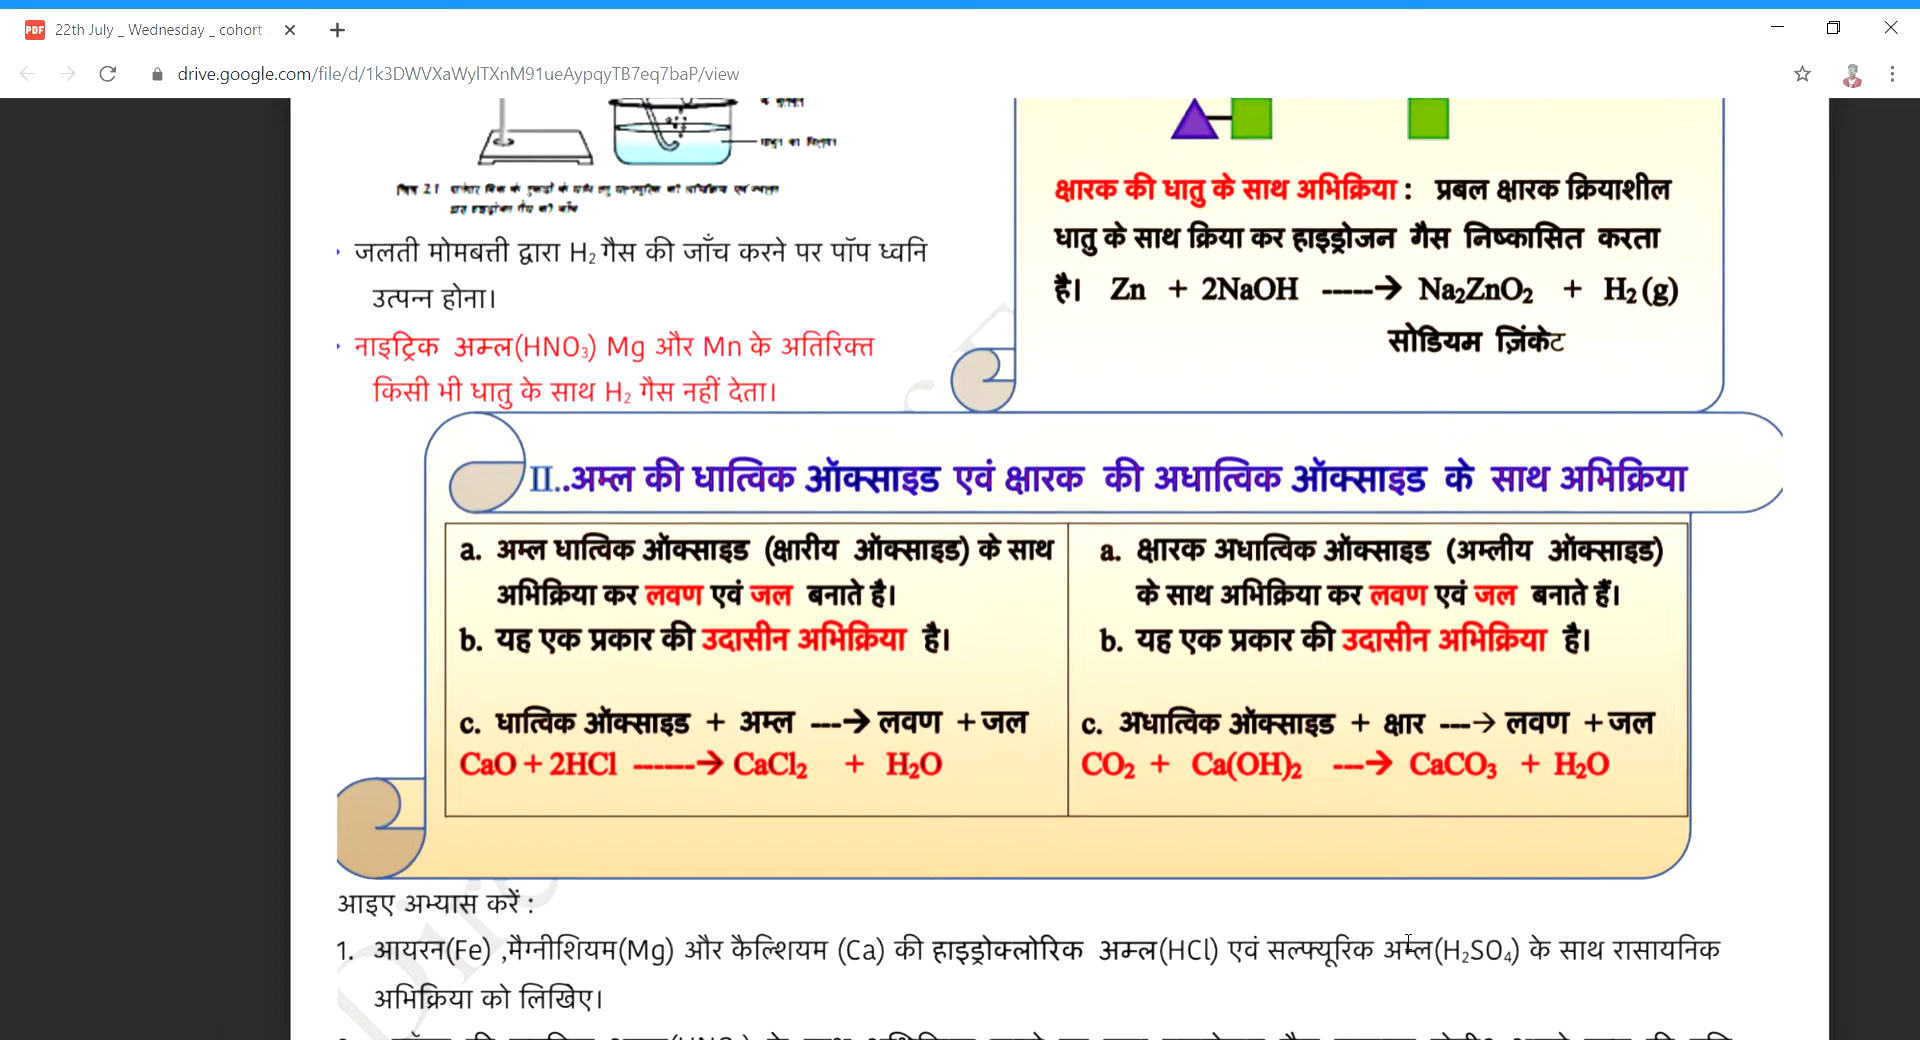 22th July _ Wednesday _ cohort
drive.google.com/file/d/1k3DWVXaWylTXnM91ueAypqyTB7eq7baP/view
जलती मोमबत्ती द्वारा H₂ गैस की जाँच करने पर पॉप ध्वनि
उत्पन्न होना।
नाइट्रिक अम्ल(HNO₃) Mg और Mn के अतिरिक्त
किसी भी धातु के साथ H₂ गैस नहीं देता।
क्षारक की धातु के साथ अभिक्रिया : प्रबल क्षारक क्रियाशील
धातु के साथ क्रिया कर हाइड्रोजन गैस निष्कासित करता
है। Zn + 2NaOH -----→ Na₂ZnO₂ + H₂ (g)
सोडियम ज़िंकेट
II..अम्ल की धात्विक ऑक्साइड एवं क्षारक की अधात्विक ऑक्साइड के साथ अभिक्रिया
a. अम्ल धात्विक ऑक्साइड (क्षारीय ऑक्साइड) के साथ
अभिक्रिया कर लवण एवं जल बनाते है।
b. यह एक प्रकार की उदासीन अभिक्रिया है।
c. धात्विक ऑक्साइड + अम्ल ---→ लवण + जल
CaO + 2HCl -------→ CaCl₂ + H₂O
a. क्षारक अधात्विक ऑक्साइड (अम्लीय ऑक्साइड)
के साथ अभिक्रिया कर लवण एवं जल बनाते हैं।
b. यह एक प्रकार की उदासीन अभिक्रिया है।
c. अधात्विक ऑक्साइड + क्षार ---→ लवण + जल
CO₂ + Ca(OH)₂ ---→ CaCO₃ + H₂O
आइए अभ्यास करें :
1. आयरन(Fe) ,मैग्नीशियम(Mg) और कैल्शियम (Ca) की हाइड्रोक्लोरिक अम्ल(HCl) एवं सल्फ्यूरिक अम्ल(H₂SO₄) के साथ रासायनिक
अभिक्रिया को लिखिए।